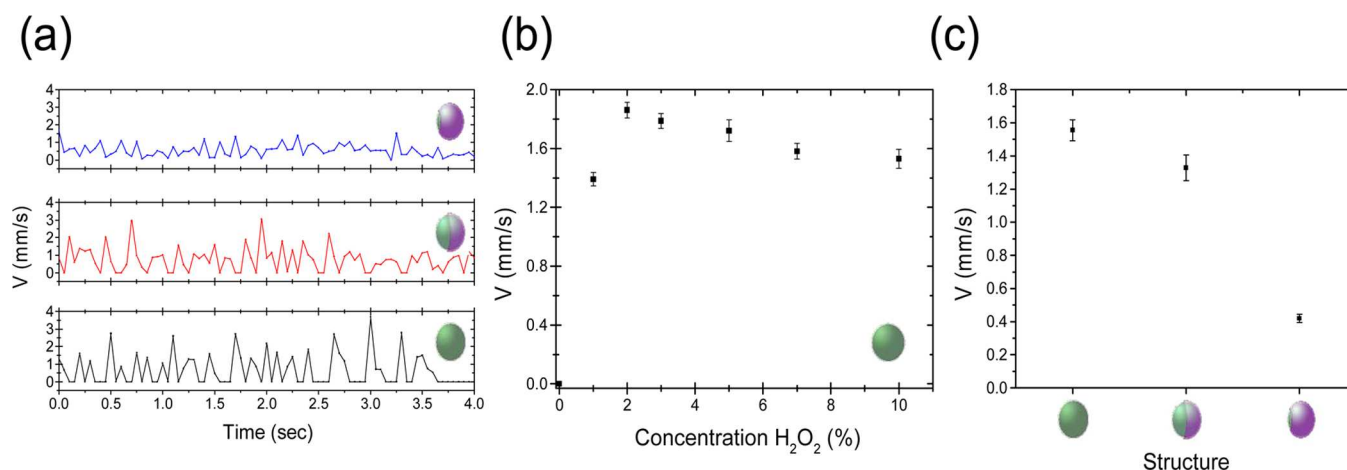 (a)
(b)
(c)
4
3
2
1
0
4
3
2
1
0
4
3
2
1
0
V (mm/s)
0.0 0.5 1.0 1.5 2.0 2.5 3.0 3.5 4.0
Time (sec)
2.0
1.6
1.2
0.8
0.4
0.0
V (mm/s)
0 2 4 6 8 10
Concentration H₂O₂ (%)
1.8
1.6
1.4
1.2
1.0
0.8
0.6
0.4
0.2
0.0
V (mm/s)
Structure